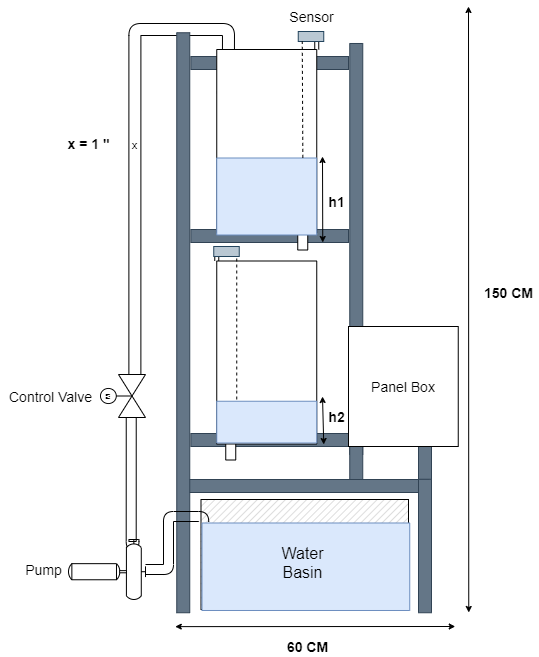 Sensor
x = 1 "
x
h1
150 CM
Panel Box
Control Valve
h2
Water
Basin
Pump
60 CM